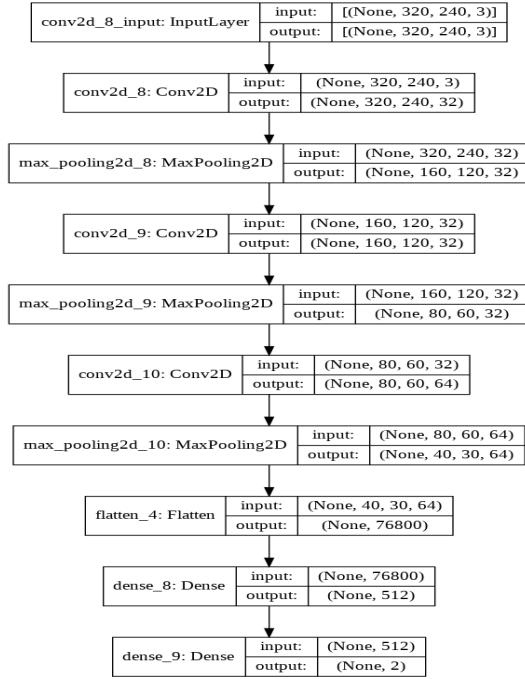 conv2d_8_input: InputLayer
input: [(None, 320, 240, 3)]
output: [(None, 320, 240, 3)]
conv2d_8: Conv2D
input: (None, 320, 240, 3)
output: (None, 320, 240, 32)
max_pooling2d_8: MaxPooling2D
input: (None, 320, 240, 32)
output: (None, 160, 120, 32)
conv2d_9: Conv2D
input: (None, 160, 120, 32)
output: (None, 160, 120, 32)
max_pooling2d_9: MaxPooling2D
input: (None, 160, 120, 32)
output: (None, 80, 60, 32)
conv2d_10: Conv2D
input: (None, 80, 60, 32)
output: (None, 80, 60, 64)
max_pooling2d_10: MaxPooling2D
input: (None, 80, 60, 64)
output: (None, 40, 30, 64)
flatten_4: Flatten
input: (None, 40, 30, 64)
output: (None, 76800)
dense_8: Dense
input: (None, 76800)
output: (None, 512)
dense_9: Dense
input: (None, 512)
output: (None, 2)